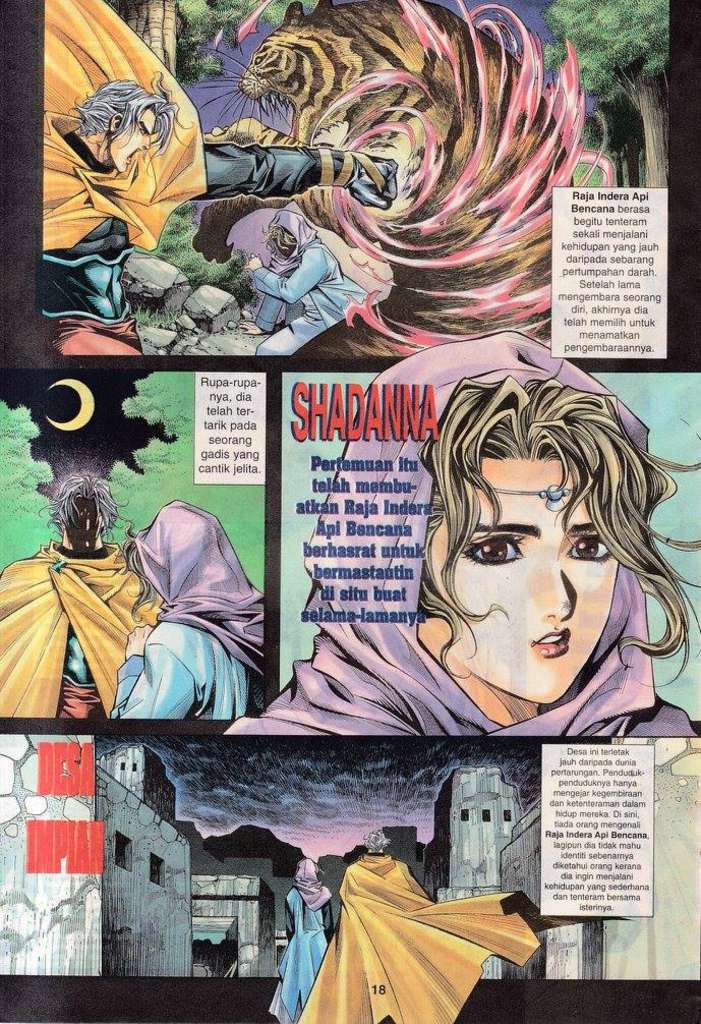 Raja Indera Api
Bencana berasa
begitu tenteram
sekali menjalani
kehidupan yang jauh
daripada sebarang
pertumpahan darah.
Setelah lama
mengembara seorang
diri, akhirnya dia
telah memilih untuk
menamatkan
pengembaraannya.
Rupa-rupa-
nya, dia
telah ter-
tarik pada
seorang
gadis yang
cantik jelita.
SHADANNA
Pertemuan itu
telah membu-
atkan Raja Indera
Api Bencana
berhasrat untuk
bermastautin
di situ buat
selama-lamanya
DESA
IMPIAN
Desa ini terletak
jauh daripada dunia
pertarungan. Penduduk-
penduduknya hanya
mengejar kegembiraan
dan ketenteraman dalam
hidup mereka. Di sini,
tiada orang mengenali
Raja Indera Api Bencana,
lagipun dia tidak mahu
identiti sebenarnya
diketahui orang kerana
dia ingin menjalani
kehidupan yang sederhana
dan tenteram bersama
isterinya.
18